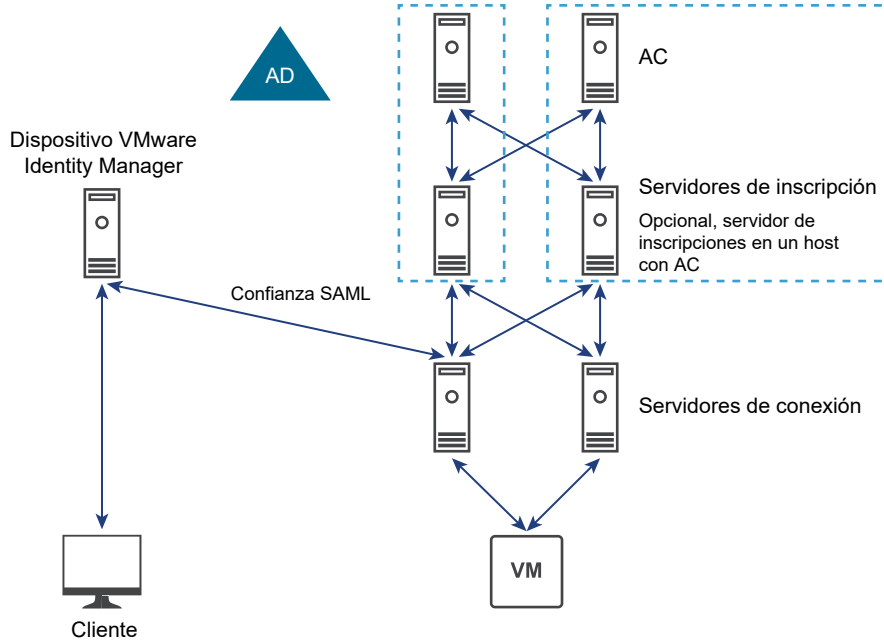 AD
AC
Dispositivo VMware
Identity Manager
Servidores de inscripción
Opcional, servidor de
inscripciones en un host
con AC
Confianza SAML
Servidores de conexión
VM
Cliente